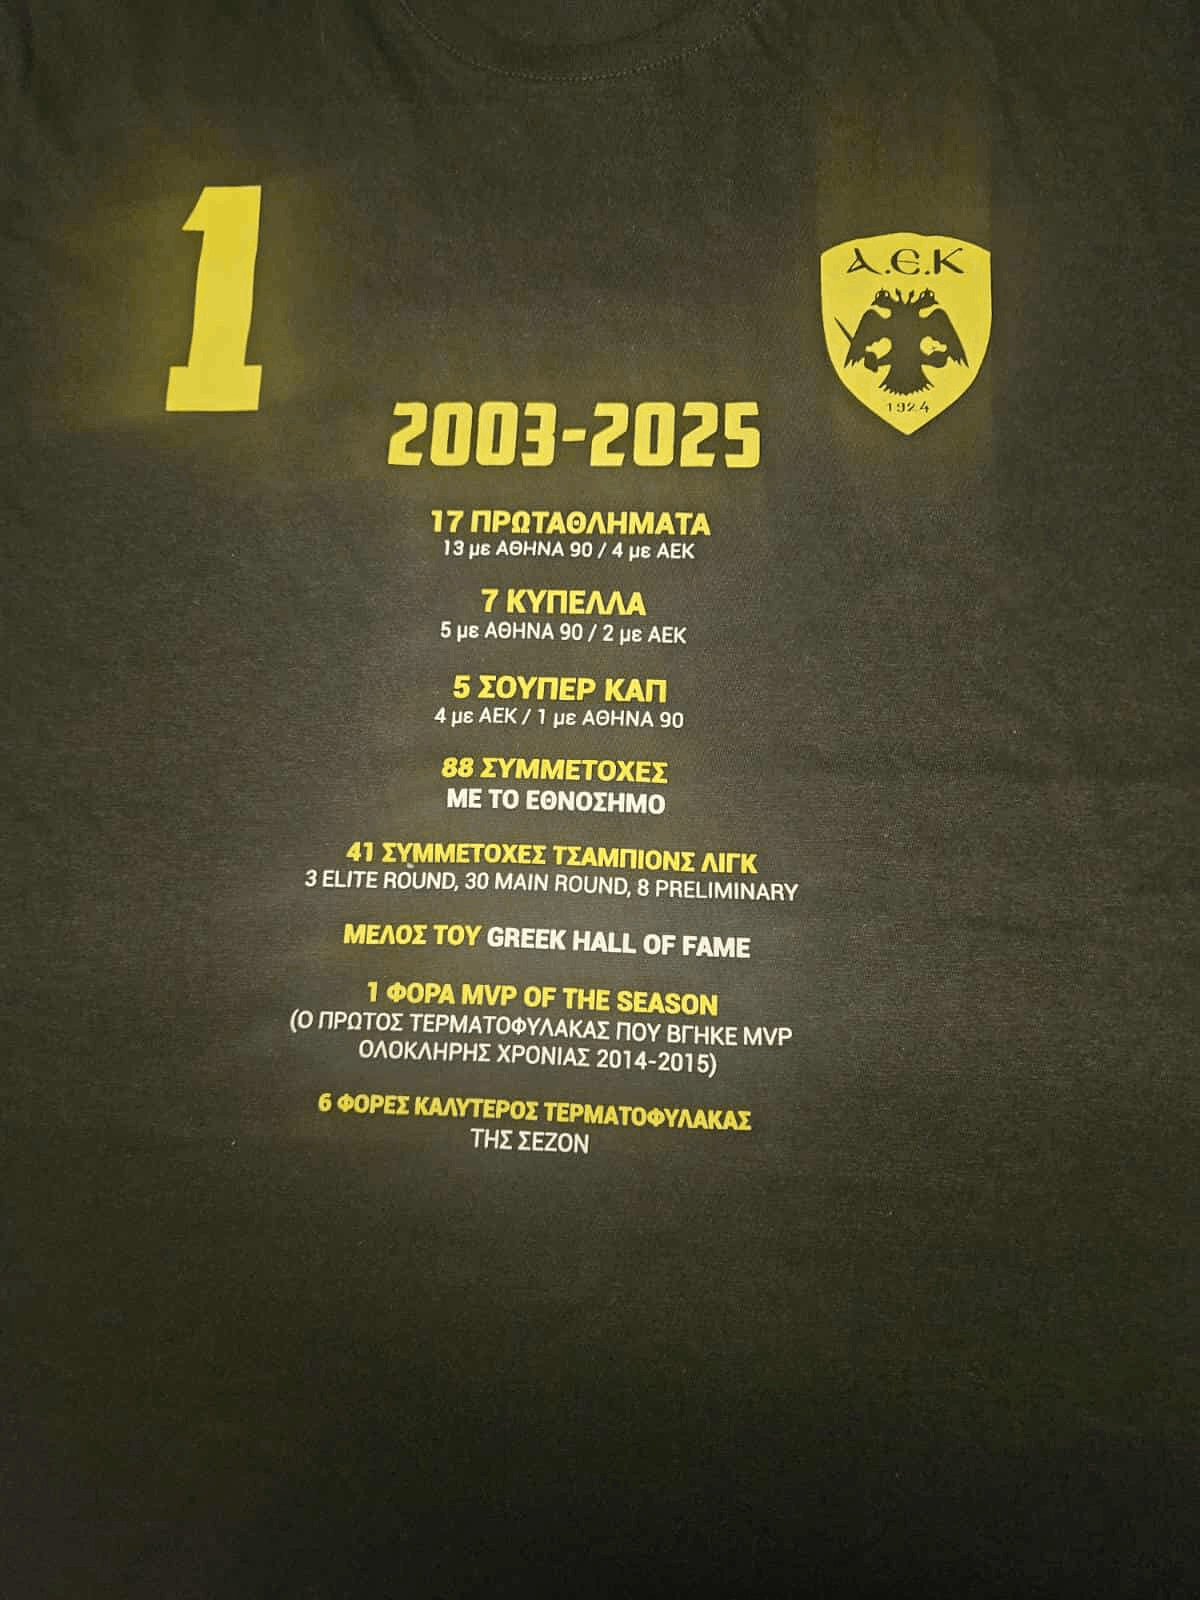 1
Α.Ε.Κ
1924
2003-2025
17 ΠΡΩΤΑΘΛΗΜΑΤΑ
13 με ΑΘΗΝΑ 90 / 4 με ΑΕΚ
7 ΚΥΠΕΛΛΑ
5 με ΑΘΗΝΑ 90 / 2 με ΑΕΚ
5 ΣΟΥΠΕΡ ΚΑΠ
4 με ΑΕΚ / 1 με ΑΘΗΝΑ 90
88 ΣΥΜΜΕΤΟΧΕΣ
ΜΕ ΤΟ ΕΘΝΟΣΗΜΟ
41 ΣΥΜΜΕΤΟΧΕΣ ΤΣΑΜΠΙΟΝΣ ΛΙΓΚ
3 ELITE ROUND, 30 MAIN ROUND, 8 PRELIMINARY
ΜΕΛΟΣ ΤΟΥ GREEK HALL OF FAME
1 ΦΟΡΑ MVP OF THE SEASON
(Ο ΠΡΩΤΟΣ ΤΕΡΜΑΤΟΦΥΛΑΚΑΣ ΠΟΥ ΒΓΗΚΕ MVP
ΟΛΟΚΛΗΡΗΣ ΧΡΟΝΙΑΣ 2014-2015)
6 ΦΟΡΕΣ ΚΑΛΥΤΕΡΟΣ ΤΕΡΜΑΤΟΦΥΛΑΚΑΣ
ΤΗΣ ΣΕΖΟΝ